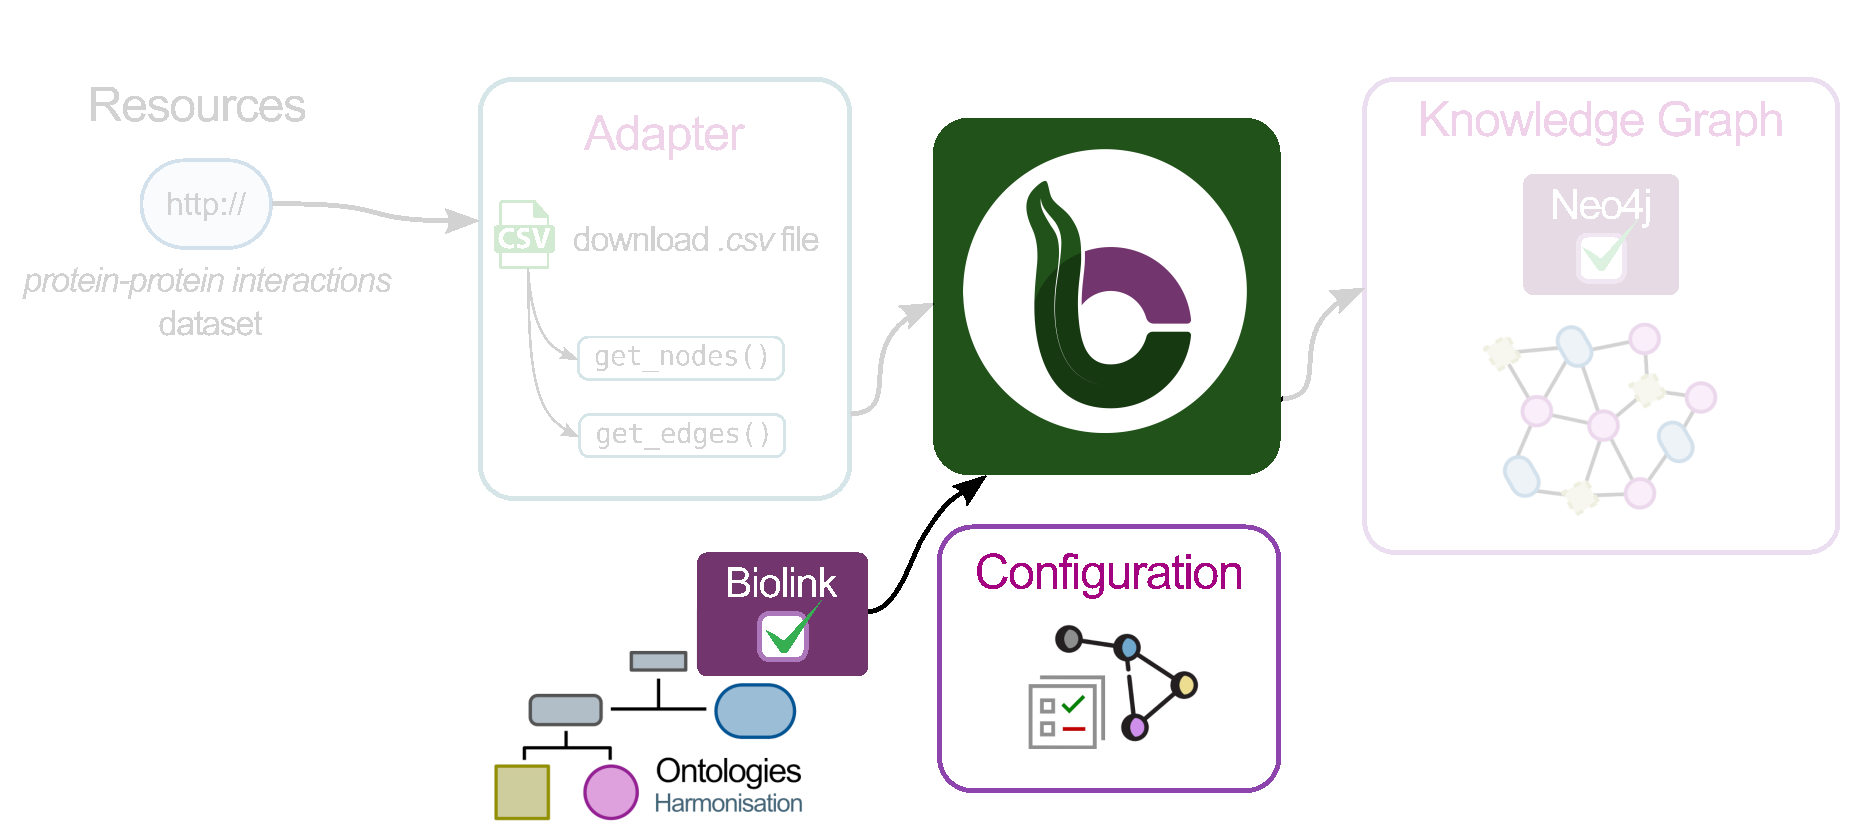 Resources
http://
protein-protein interactions
dataset
Adapter
CSV
download .csv file
get_nodes()
get_edges()
Knowledge Graph
Neo4j
Biolink
Ontologies
Harmonisation
Configuration